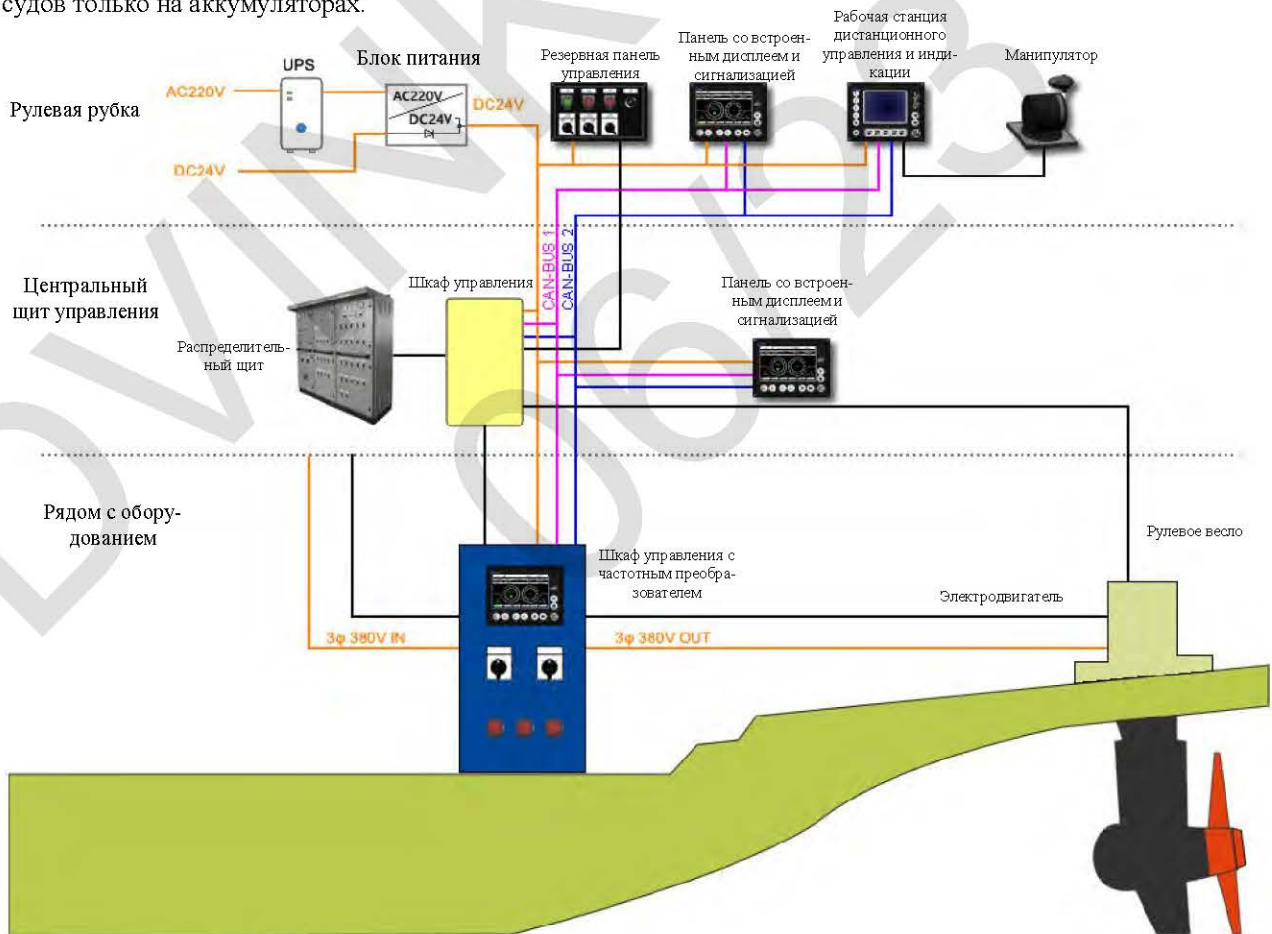 судов только на аккумуляторах.
Рабочая станция
дистанционного
управления и инди-
кации
Панель со встроен-
ным дисплеем и
сигнализацией
Резервная панель
управления
Манипулятор
Блок питания
UPS
Рулевая рубка
AC220V
AC220V
DC24V
DC24V
DC24V
CAN-BUS 1
CAN-BUS 2
Центральный
щит управления
Шкаф управления
Панель со встроен-
ным дисплеем и
сигнализацией
Распределитель-
ный щит
Рядом с обору-
дованием
Шкаф управления с
частотным преобра-
зователем
Рулевое весло
Электродвигатель
3φ 380V IN
3φ 380V OUT
DVINK
06/23